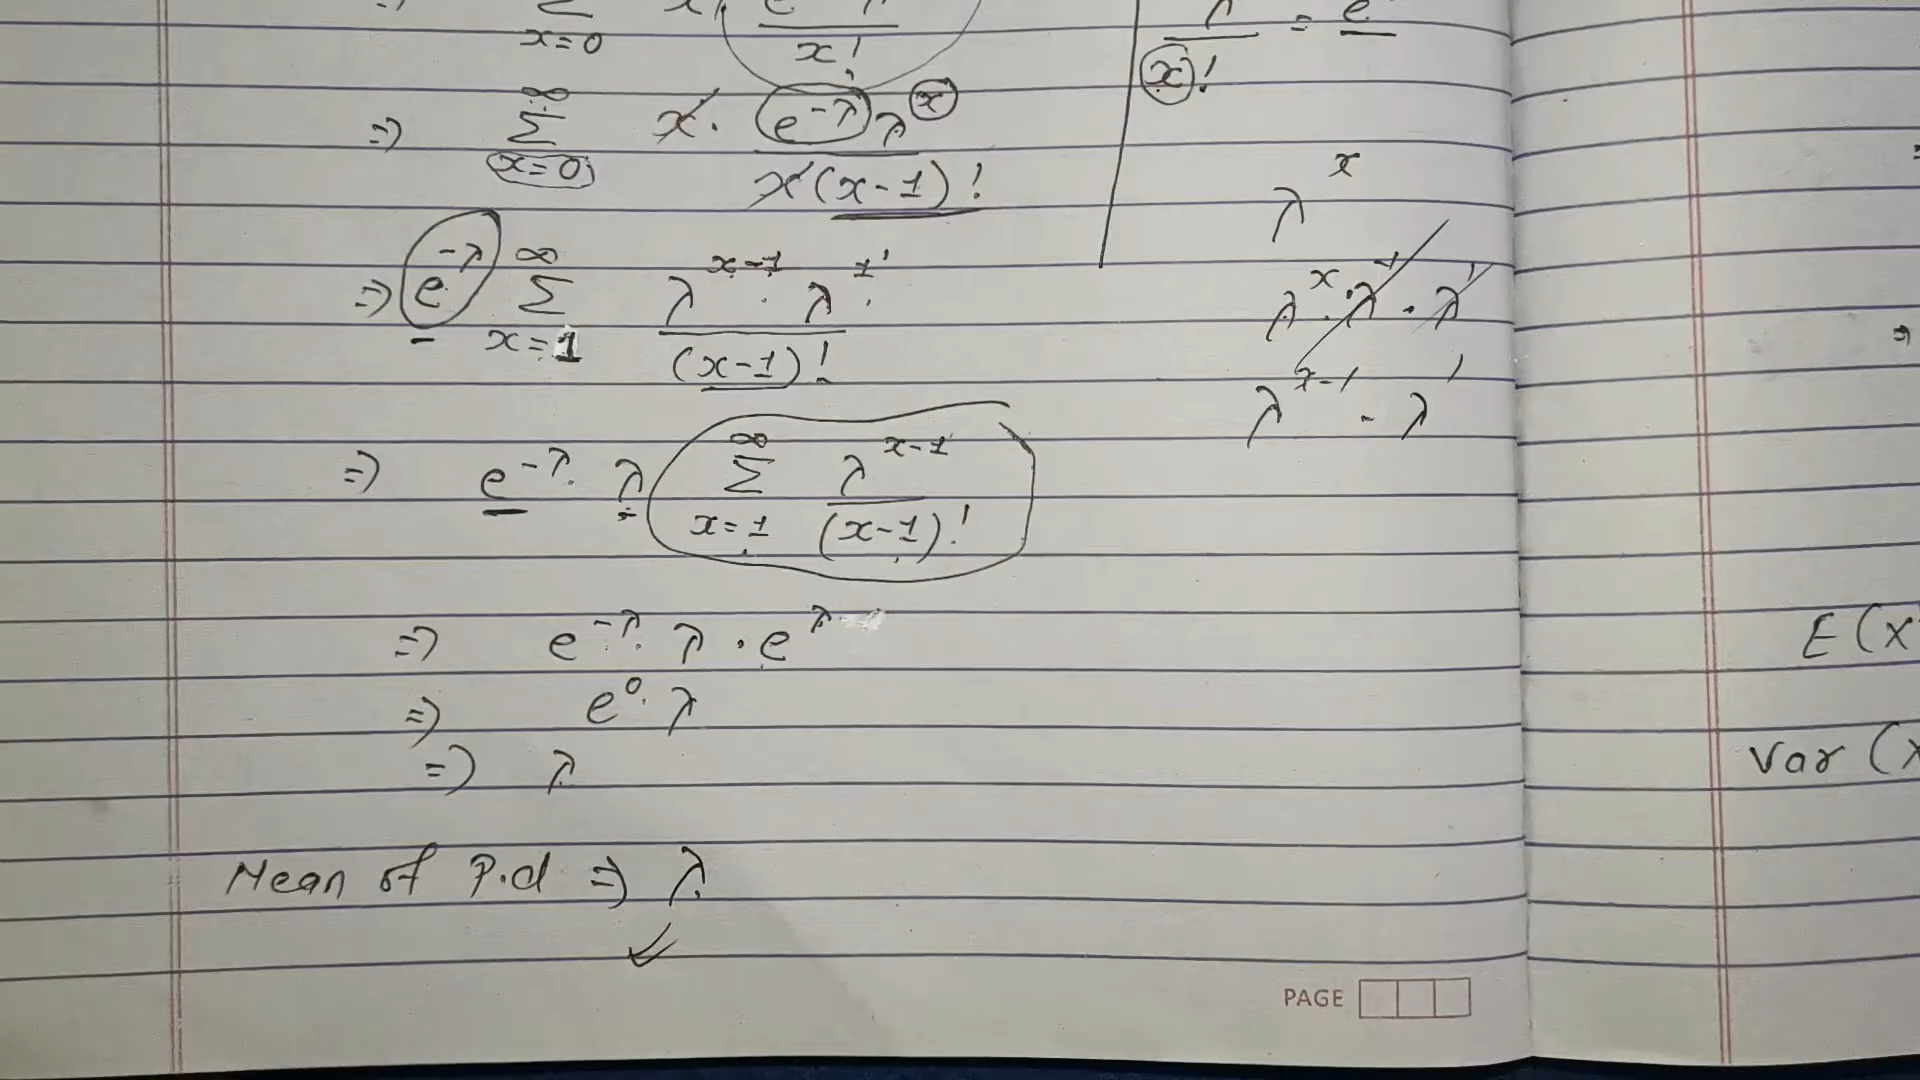 => Σ x=0 x. e λ / x!
=> ∞ Σ x=0 x . e^-λ λ^x / x(x-1)!
=> e^-λ ∞ Σ x=1 λ^x-1 . λ^1 / (x-1)!
=> e^-λ . λ ∞ Σ x=1 λ^x-1 / (x-1)!
=> e^-λ . λ . e^λ
=> e^0 . λ
=> λ
Mean of P.d => λ
λ / x! = e
λ^x
λ^x . λ^-1 . λ^1
λ^x-1 . λ^1
PAGE
E(X
Var (X